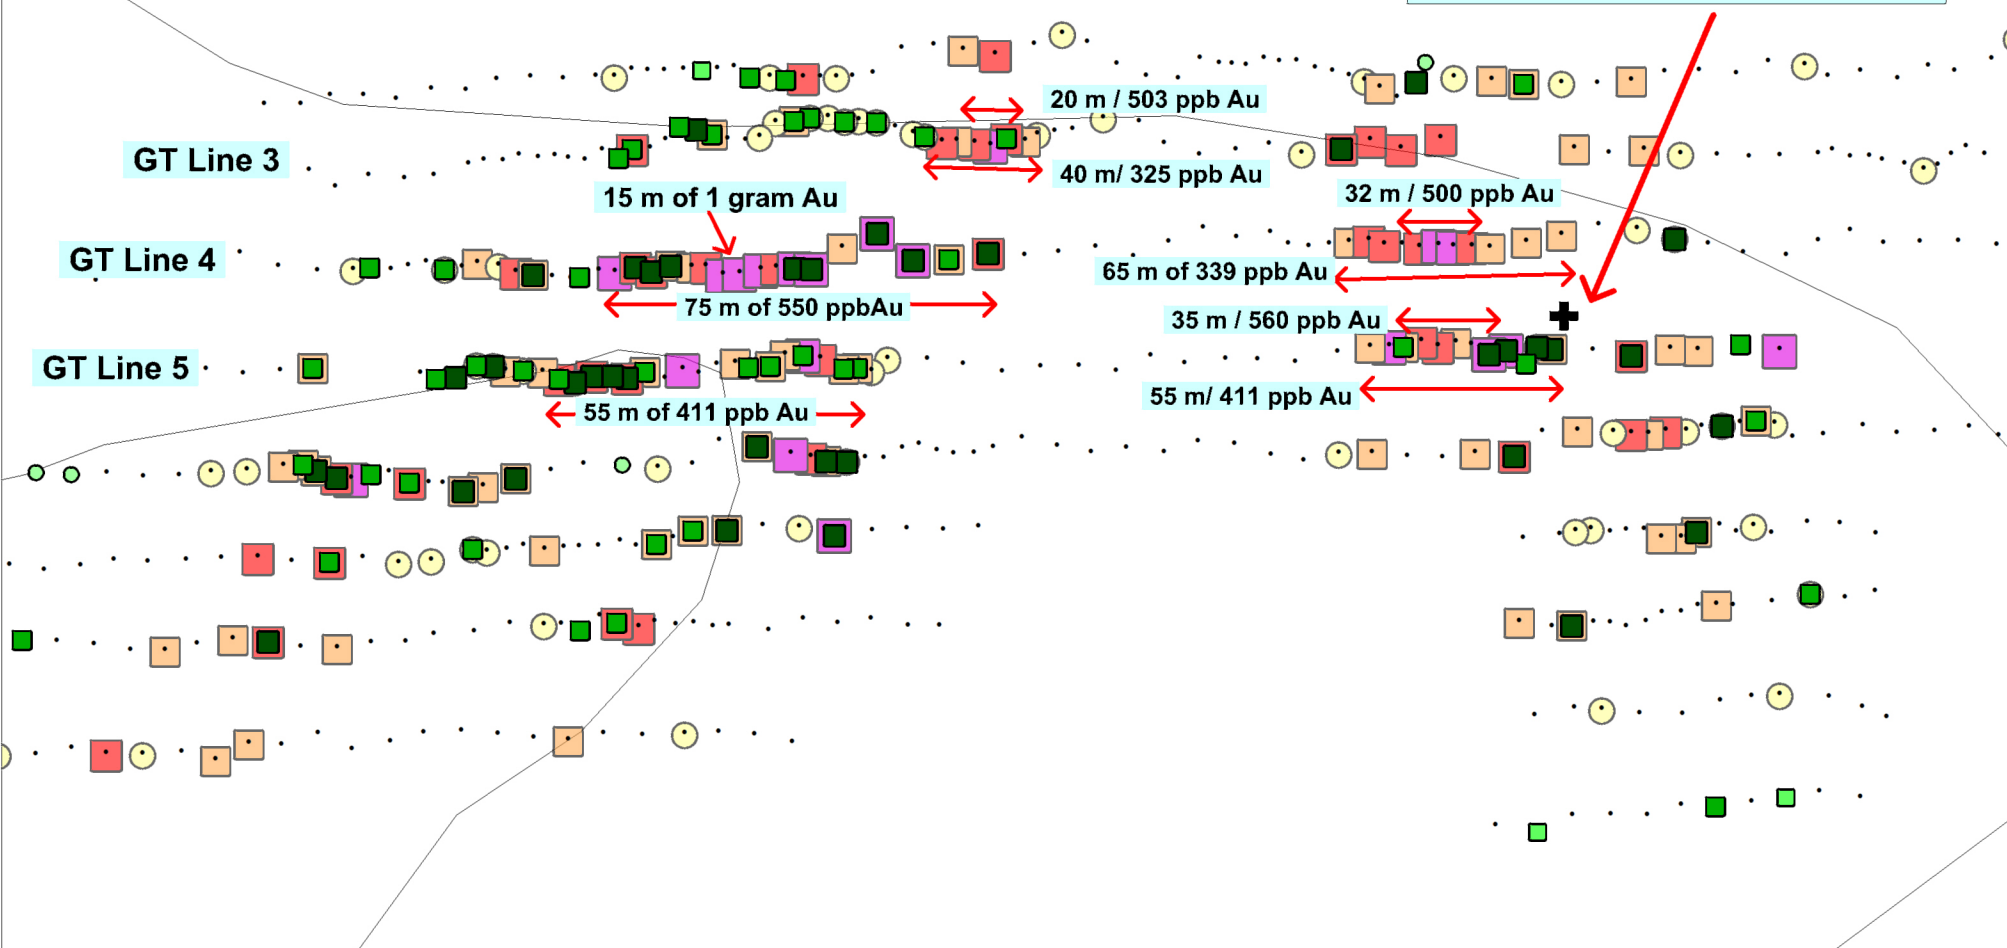 20 m / 503 ppb Au
GT Line 3
40 m/ 325 ppb Au
15 m of 1 gram Au
32 m / 500 ppb Au
GT Line 4
65 m of 339 ppb Au
75 m of 550 ppbAu
35 m / 560 ppb Au
GT Line 5
55 m/ 411 ppb Au
55 m of 411 ppb Au